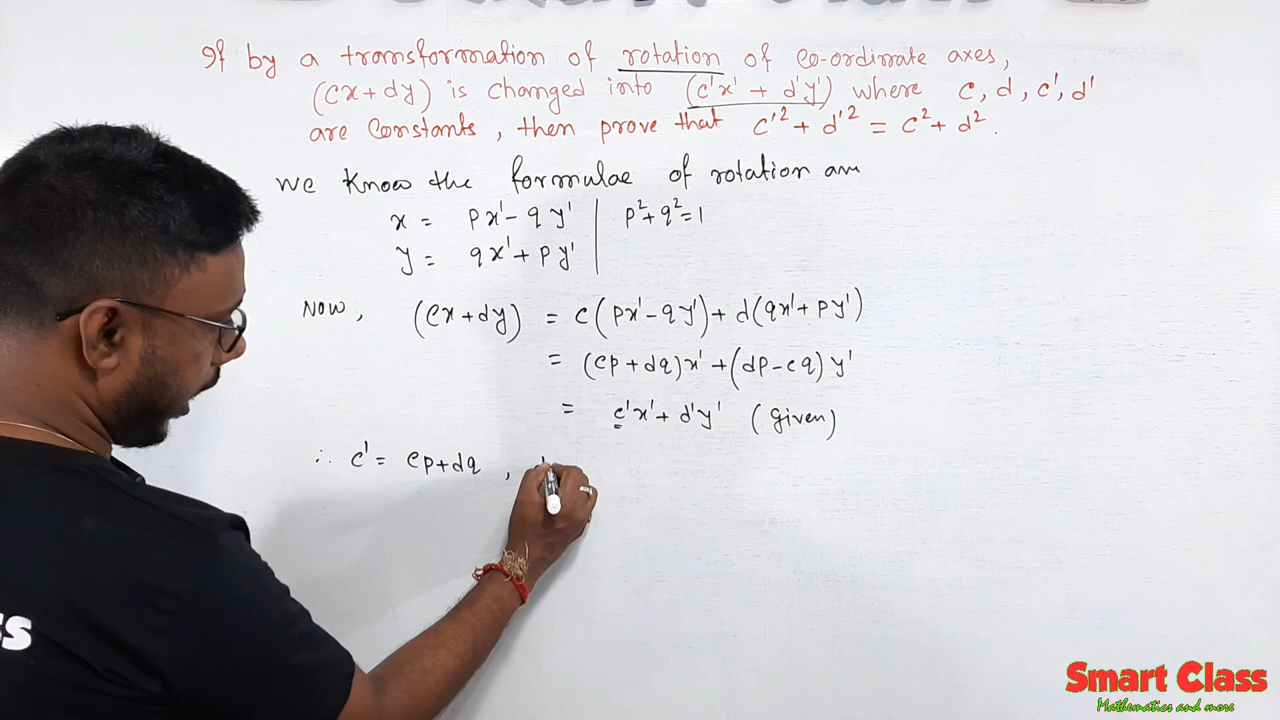 If by a transformation of rotation of co-ordinate axes,
(cx+dy) is changed into (c'x' + d'y') where c, d, c', d'
are constants, then prove that c'² + d'² = c² + d².
We know the formulae of rotation are
x = px' - qy' | p² + q² = 1
y = qx' + py'
Now, (cx+dy) = c(px' - qy') + d(qx' + py')
= (cp+dq)x' + (dp-cq)y'
= c'x' + d'y' (given)
∴ c' = cp+dq ,
Smart Class
Mathematics and more